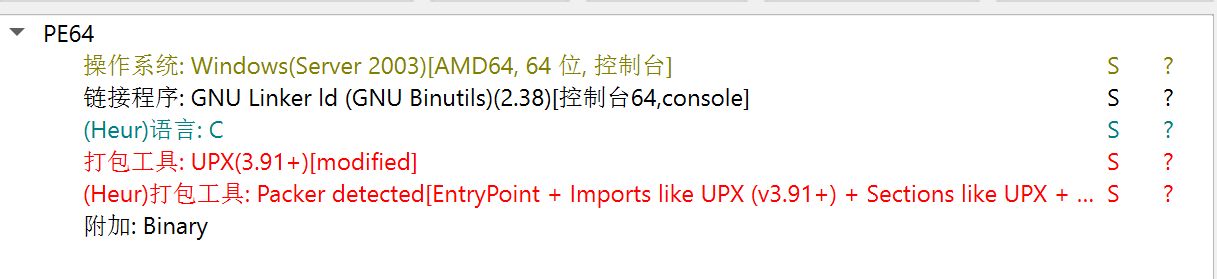 PE64
操作系统: Windows(Server 2003)[AMD64, 64 位, 控制台] S ?
链接程序: GNU Linker ld (GNU Binutils)(2.38)[控制台64,console] S ?
(Heur)语言: C S ?
打包工具: UPX(3.91+)[modified] S ?
(Heur)打包工具: Packer detected[EntryPoint + Imports like UPX (v3.91+) + Sections like UPX + ... S ?
附加: Binary